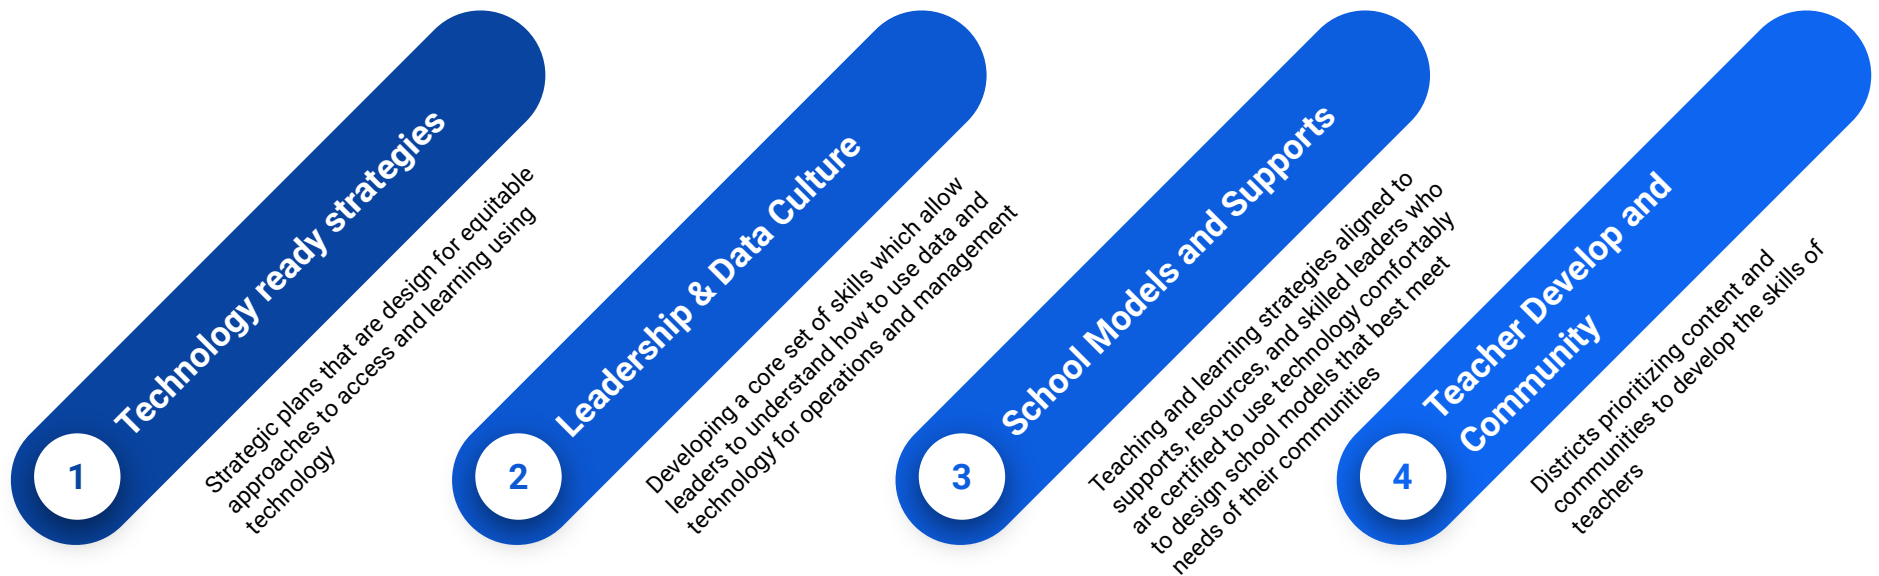 1
Technology ready strategies
Strategic plans that are design for equitable
approaches to access and learning using
technology
2
Leadership & Data Culture
Developing a core set of skills which allow
leaders to understand how to use data and
technology for operations and management
3
School Models and Supports
Teaching and learning strategies aligned to
supports, resources, and skilled leaders who
are certified to use technology comfortably
to design school models that best meet
needs of their communities
4
Teacher Develop and
Community
Districts prioritizing content and
communities to develop the skills of
teachers